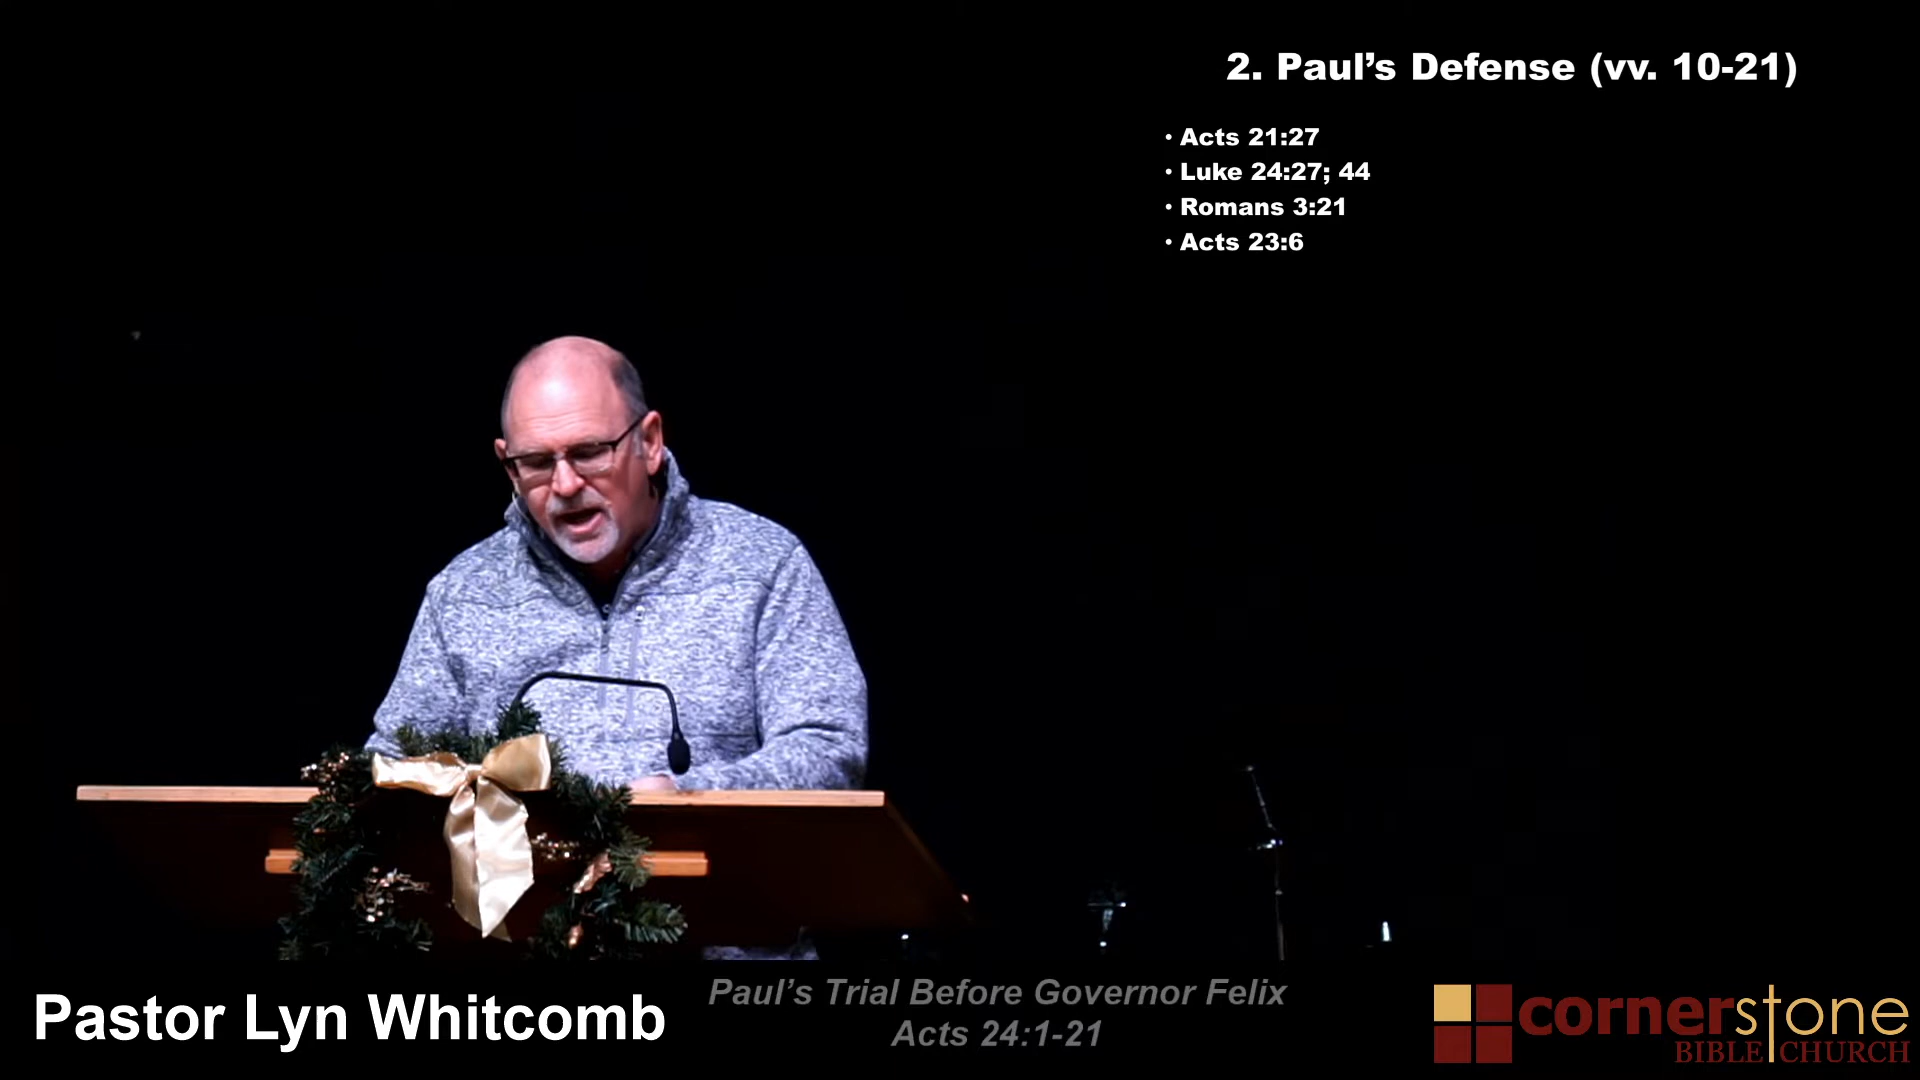 2. Paul’s Defense (vv. 10-21)
• Acts 21:27
• Luke 24:27; 44
• Romans 3:21
• Acts 23:6
Pastor Lyn Whitcomb
Paul’s Trial Before Governor Felix
Acts 24:1-21
cornerstone
BIBLE CHURCH